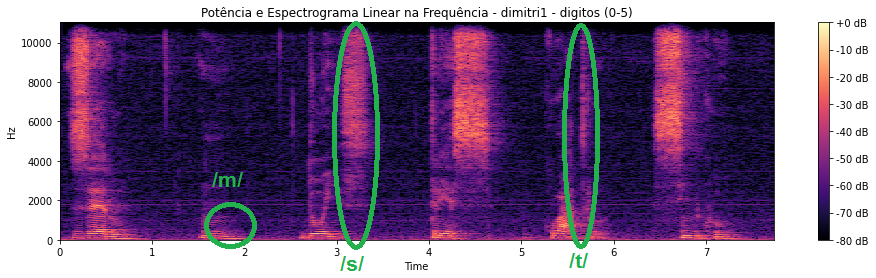 Potência e Espectrograma Linear na Frequência - dimitri1 - digitos (0-5)
10000
8000
6000
4000
2000
0
Hz
0 1 2 3 4 5 6 7
Time
/m/
/s/
/t/
+0 dB
-10 dB
-20 dB
-30 dB
-40 dB
-50 dB
-60 dB
-70 dB
-80 dB